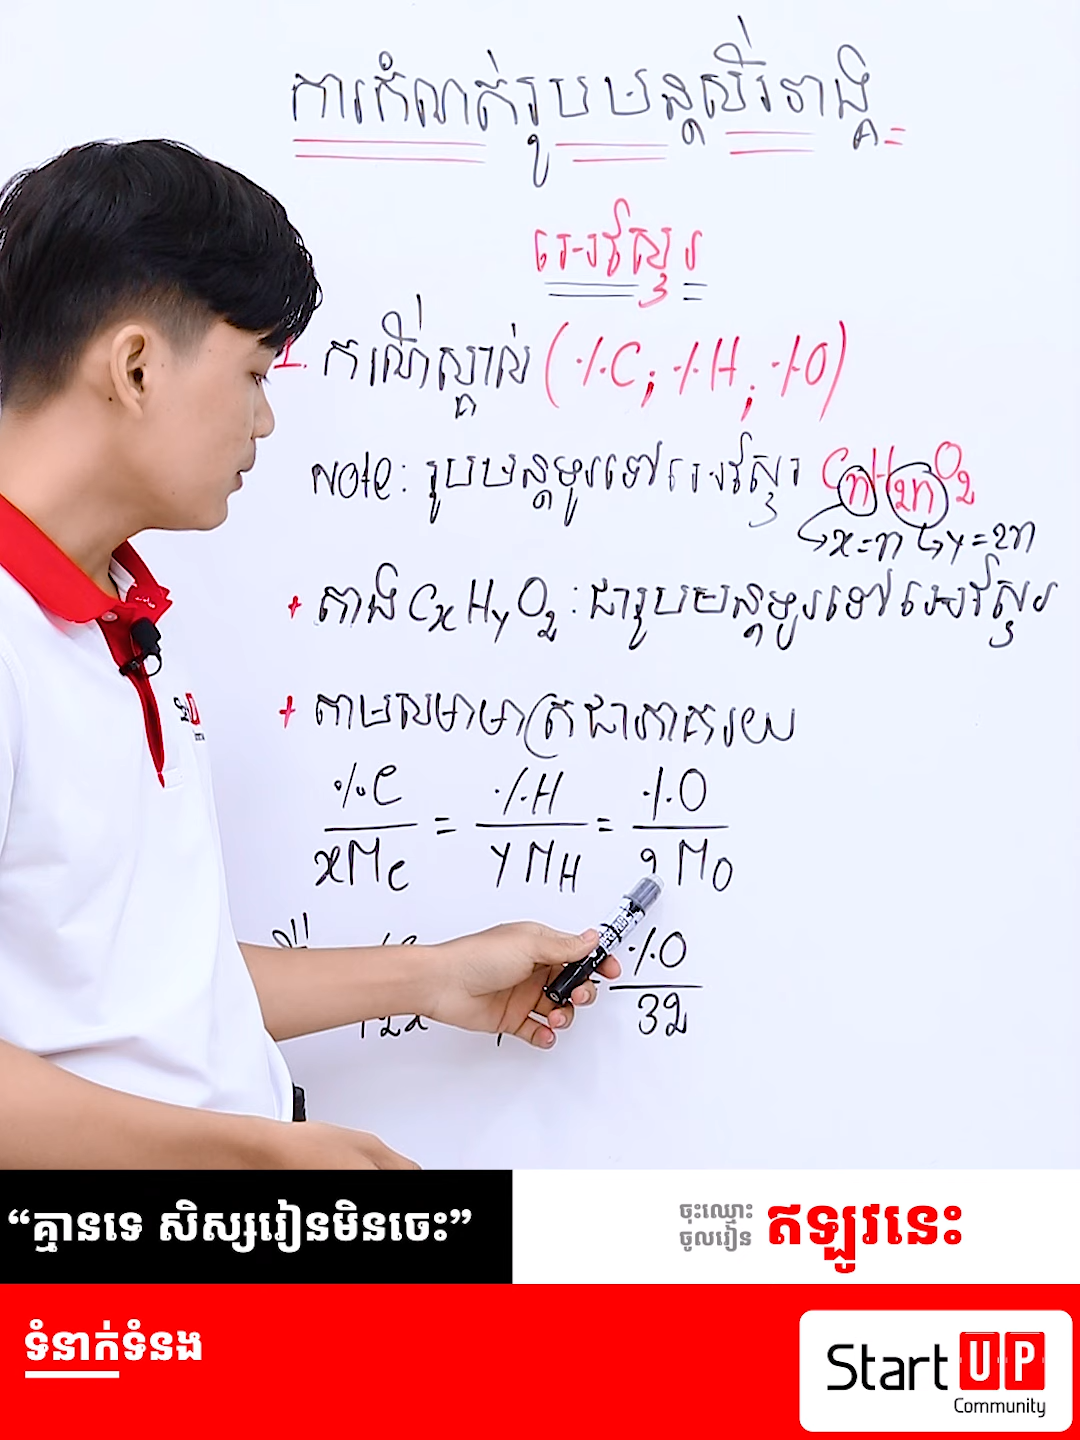 ការកំណត់រូបមន្តស៊េរីទាង្គិ
អេស្ទែរ
1. ករណីស្គាល់ (%C; %H; %O)
Note: រូបមន្តទូទៅអេស្ទែរ CnH2nO2
x=n y=2n
+ តាង CxHyO2: ជារូបមន្តទូទៅអេស្ទែរ
+ តាមសមាមាត្រជាភាគរយ
%C/xMC = %H/yMH = %O/2MO
%O/32
“គ្មានទេ សិស្សរៀនមិនចេះ”
ចុះឈ្មោះ
ចូលរៀន
ឥឡូវនេះ
ទំនាក់ទំនង
StartUP
Community